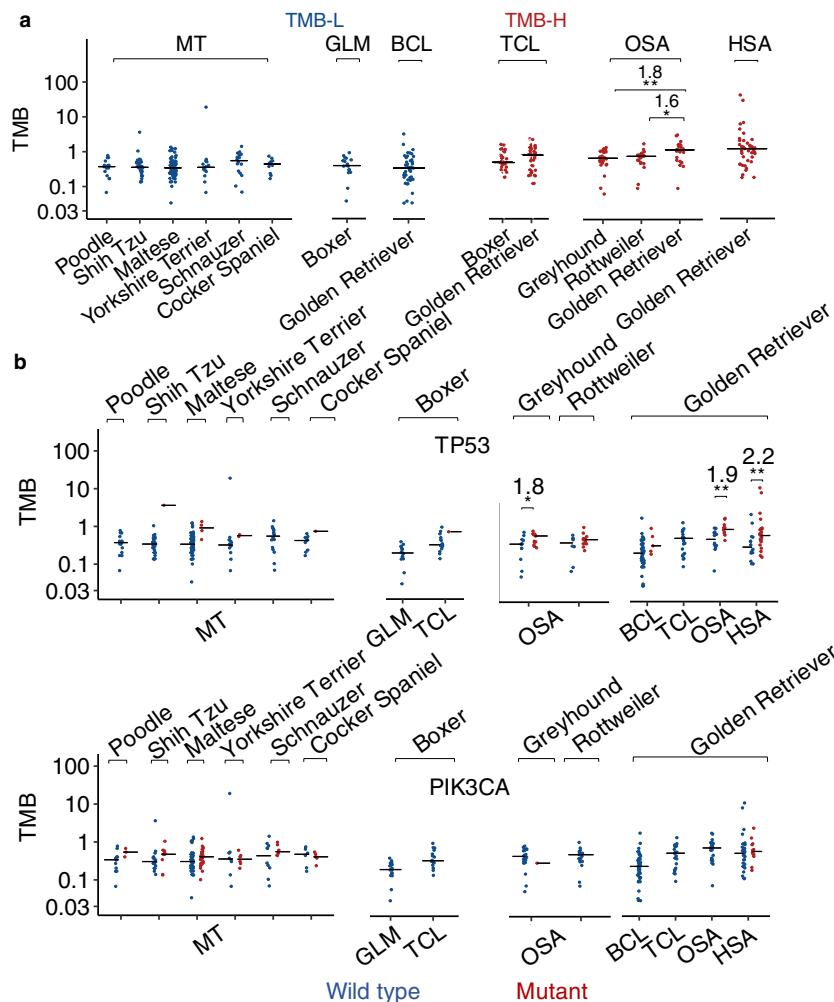 a
TMB-L TMB-H
MT GLM BCL TCL OSA HSA
1.8
**
1.6
*
TMB
100
10
1
0.1
0.03
Poodle
Shih Tzu
Maltese
Yorkshire Terrier
Schnauzer
Cocker Spaniel
Boxer
Golden Retriever
Boxer
Golden Retriever
Greyhound
Rottweiler
Golden Retriever
Golden Retriever
b
Poodle
Shih Tzu
Maltese
Yorkshire Terrier
Schnauzer
Cocker Spaniel
Boxer
Greyhound
Rottweiler
Golden Retriever
TP53
TMB
100
10
1
0.1
0.03
1.8
*
1.9
**
2.2
**
MT
GLM
TCL
OSA
BCL
TCL
OSA
HSA
Poodle
Shih Tzu
Maltese
Yorkshire Terrier
Schnauzer
Cocker Spaniel
Boxer
Greyhound
Rottweiler
Golden Retriever
PIK3CA
TMB
100
10
1
0.1
0.03
MT
GLM
TCL
OSA
BCL
TCL
OSA
HSA
Wild type Mutant